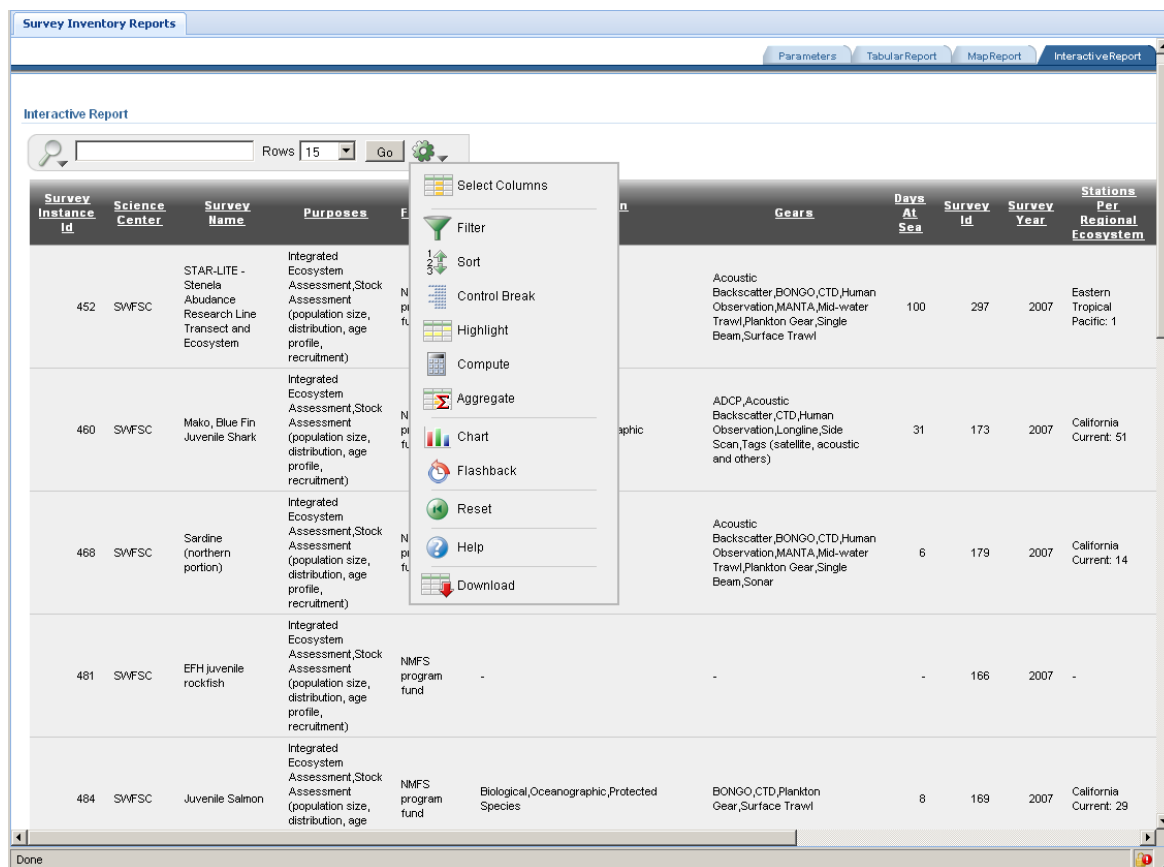 Survey Inventory Reports
Parameters
TabularReport
MapReport
InteractiveReport
Interactive Report
Rows 15 Go
Survey Instance Id
Science Center
Survey Name
Purposes
Gears
Days At Sea
Survey Id
Survey Year
Stations Per Regional Ecosystem
Select Columns
Filter
Sort
Control Break
Highlight
Compute
Aggregate
Chart
Flashback
Reset
Help
Download
452
SWFSC
STAR-LITE -
Stenela
Abudance
Research Line
Transect and
Ecosystem
Integrated
Ecosystem
Assessment,Stock
Assessment
(population size,
distribution, age
profile,
recruitment)
Acoustic
Backscatter,BONGO,CTD,Human
Observation,MANTA,Mid-water
Trawl,Plankton Gear,Single
Beam,Surface Trawl
100
297
2007
Eastern
Tropical
Pacific: 1
460
SWFSC
Mako, Blue Fin
Juvenile Shark
Integrated
Ecosystem
Assessment,Stock
Assessment
(population size,
distribution, age
profile,
recruitment)
aphic
ADCP,Acoustic
Backscatter,CTD,Human
Observation,Longline,Side
Scan,Tags (satellite, acoustic
and others)
31
173
2007
California
Current: 51
468
SWFSC
Sardine
(northern
portion)
Integrated
Ecosystem
Assessment,Stock
Assessment
(population size,
distribution, age
profile,
recruitment)
Acoustic
Backscatter,BONGO,CTD,Human
Observation,MANTA,Mid-water
Trawl,Plankton Gear,Single
Beam,Sonar
6
179
2007
California
Current: 14
481
SWFSC
EFH juvenile
rockfish
Integrated
Ecosystem
Assessment,Stock
Assessment
(population size,
distribution, age
profile,
recruitment)
NMFS
program
fund
-
-
-
166
2007
-
484
SWFSC
Juvenile Salmon
Integrated
Ecosystem
Assessment,Stock
Assessment
(population size,
distribution, age
NMFS
program
fund
Biological,Oceanographic,Protected
Species
BONGO,CTD,Plankton
Gear,Surface Trawl
8
169
2007
California
Current: 29
Done